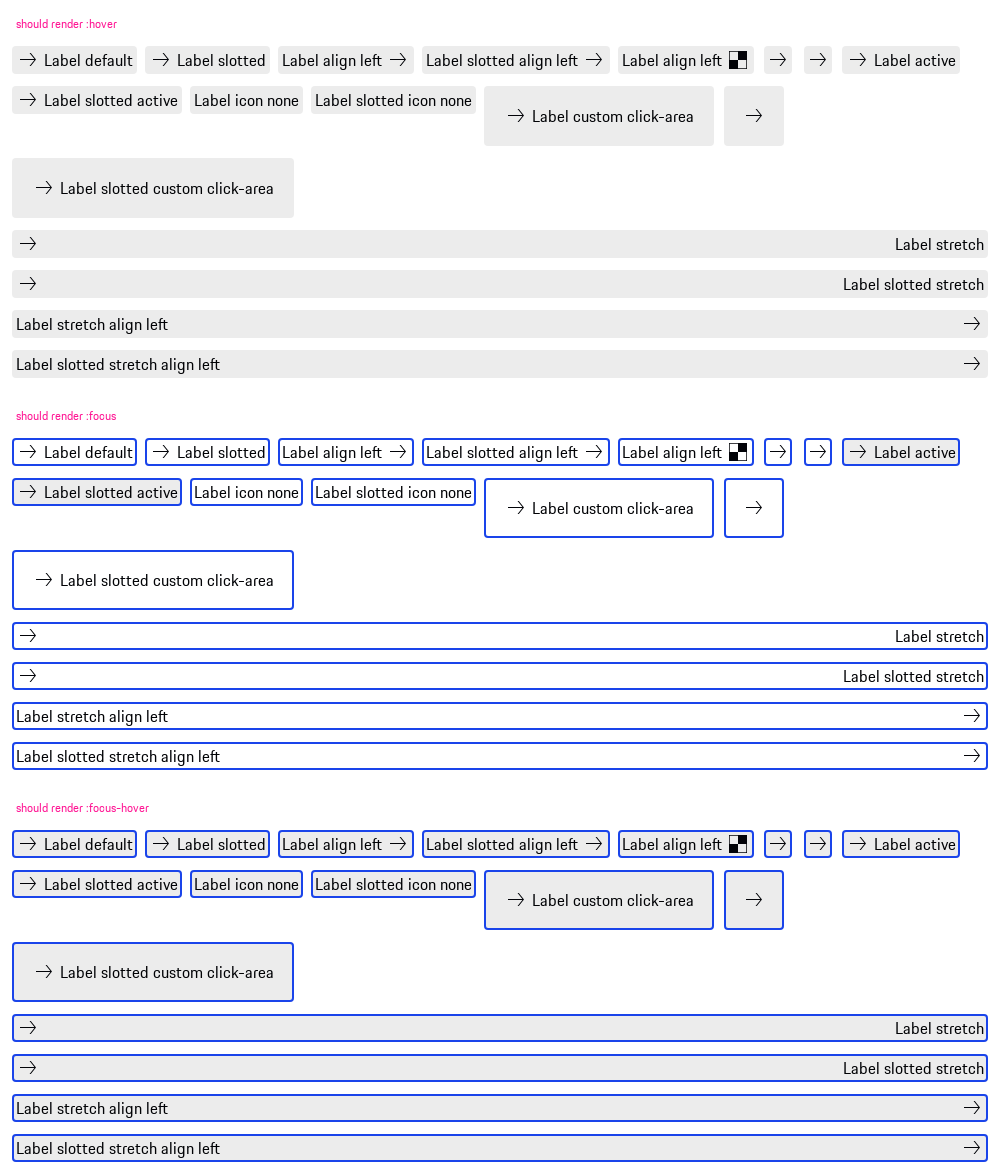 should render :hover
Label default Label slotted Label align left Label slotted align left Label align left Label active
Label slotted active Label icon none Label slotted icon none Label custom click-area
Label slotted custom click-area
Label stretch
Label slotted stretch
Label stretch align left
Label slotted stretch align left
should render :focus
Label default Label slotted Label align left Label slotted align left Label align left Label active
Label slotted active Label icon none Label slotted icon none Label custom click-area
Label slotted custom click-area
Label stretch
Label slotted stretch
Label stretch align left
Label slotted stretch align left
should render :focus-hover
Label default Label slotted Label align left Label slotted align left Label align left Label active
Label slotted active Label icon none Label slotted icon none Label custom click-area
Label slotted custom click-area
Label stretch
Label slotted stretch
Label stretch align left
Label slotted stretch align left